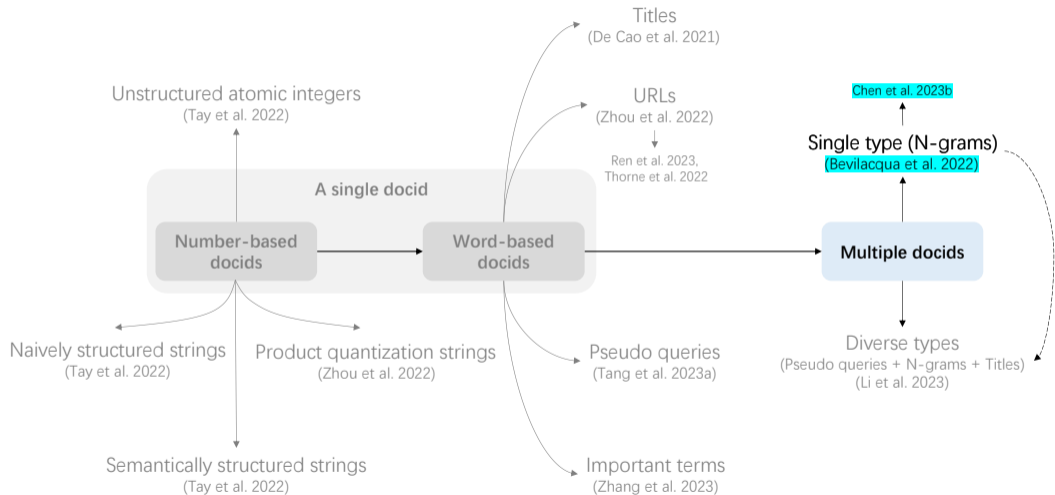 Titles
(De Cao et al. 2021)
Unstructured atomic integers
(Tay et al. 2022)
URLs
(Zhou et al. 2022)
Ren et al. 2023,
Thorne et al. 2022
Chen et al. 2023b
Single type (N-grams)
(Bevilacqua et al. 2022)
A single docid
Number-based
docids
Word-based
docids
Multiple docids
Naively structured strings
(Tay et al. 2022)
Product quantization strings
(Zhou et al. 2022)
Pseudo queries
(Tang et al. 2023a)
Diverse types
(Pseudo queries + N-grams + Titles)
(Li et al. 2023)
Semantically structured strings
(Tay et al. 2022)
Important terms
(Zhang et al. 2023)